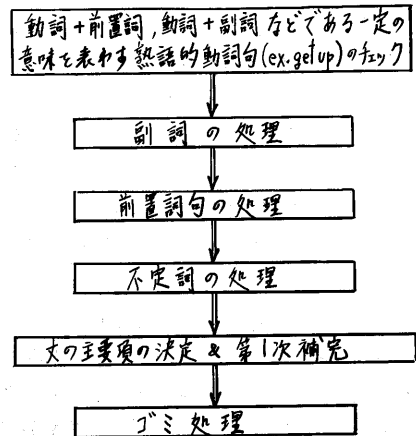 動詞+前置詞,動詞+副詞などである一定の
意味を表わす熟語的動詞句(ex.getup)のチェック
副詞の処理
前置詞句の処理
不定詞の処理
文の主要項の決定&第1次補完
ゴミ処理